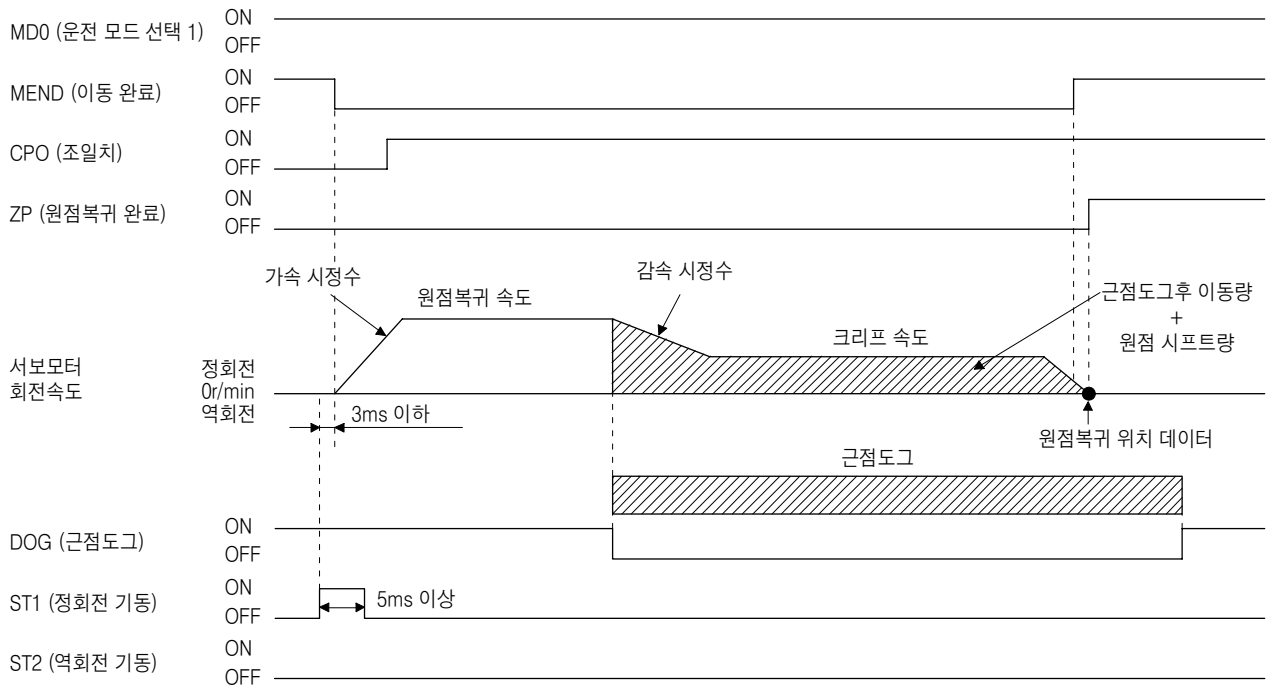 MD0 (운전 모드 선택 1)
ON
OFF
MEND (이동 완료)
ON
OFF
CPO (조일치)
ON
OFF
ZP (원점복귀 완료)
ON
OFF
가속 시정수
원점복귀 속도
감속 시정수
크리프 속도
근점도그후 이동량
+
원점 시프트량
서보모터
회전속도
정회전
0r/min
역회전
3ms 이하
원점복귀 위치 데이터
근점도그
DOG (근점도그)
ON
OFF
ST1 (정회전 기동)
ON
OFF
5ms 이상
ST2 (역회전 기동)
ON
OFF